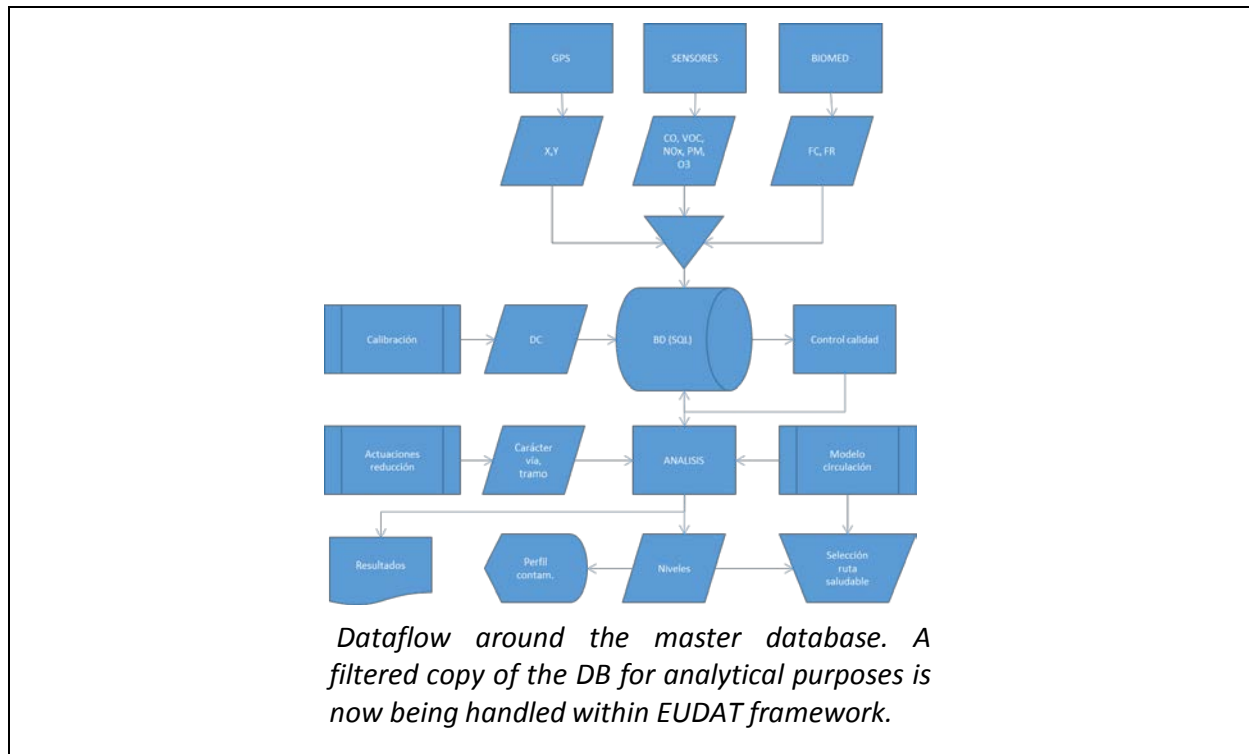 GPS
SENSORES
BIOMED
X,Y
CO, VOC,
NOx, PM,
O3
FC, FR
Calibración
DC
BD (SQL)
Control calidad
Actuaciones
reducción
Carácter
vía,
tramo
ANALISIS
Modelo
circulación
Resultados
Perfil
contam.
Niveles
Selección
ruta
saludable
Dataflow around the master database. A
filtered copy of the DB for analytical purposes is
now being handled within EUDAT framework.